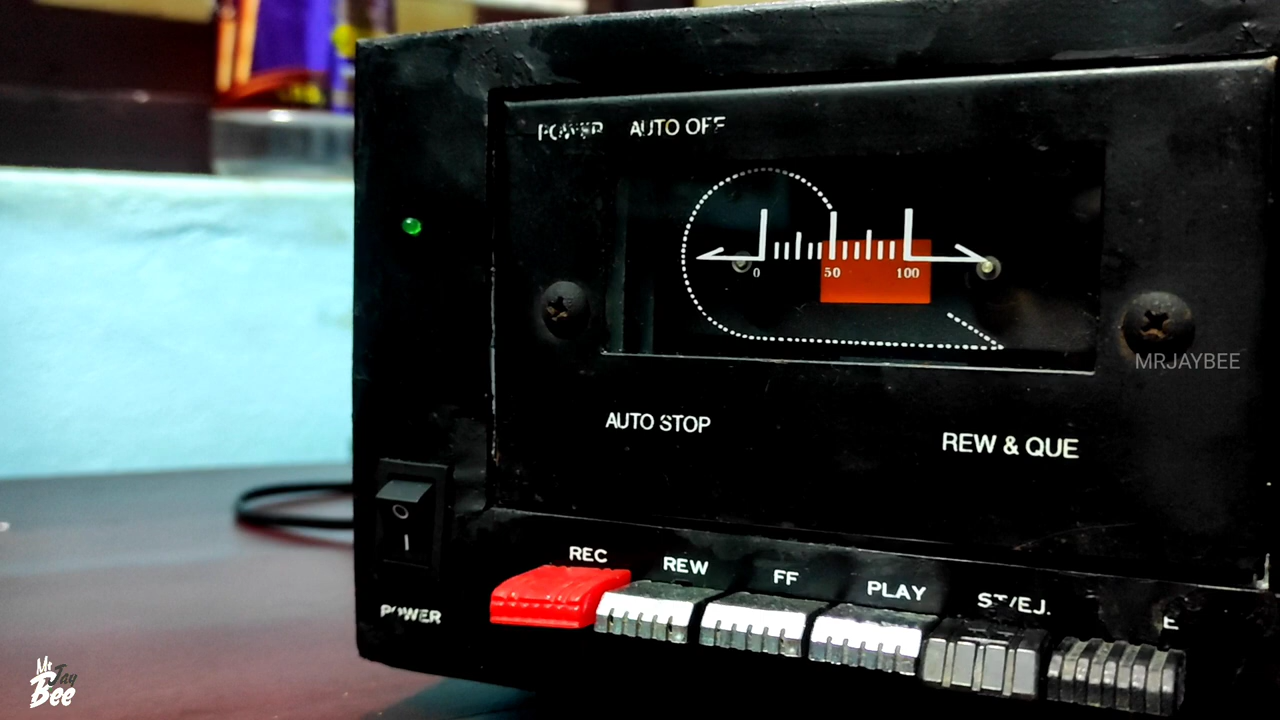 POWER AUTO OFF
0 50 100
MRJAYBEE
AUTO STOP
REW & QUE
REC
REW
FF
PLAY
ST/EJ.
E
POWER
Mr
Jay
Bee